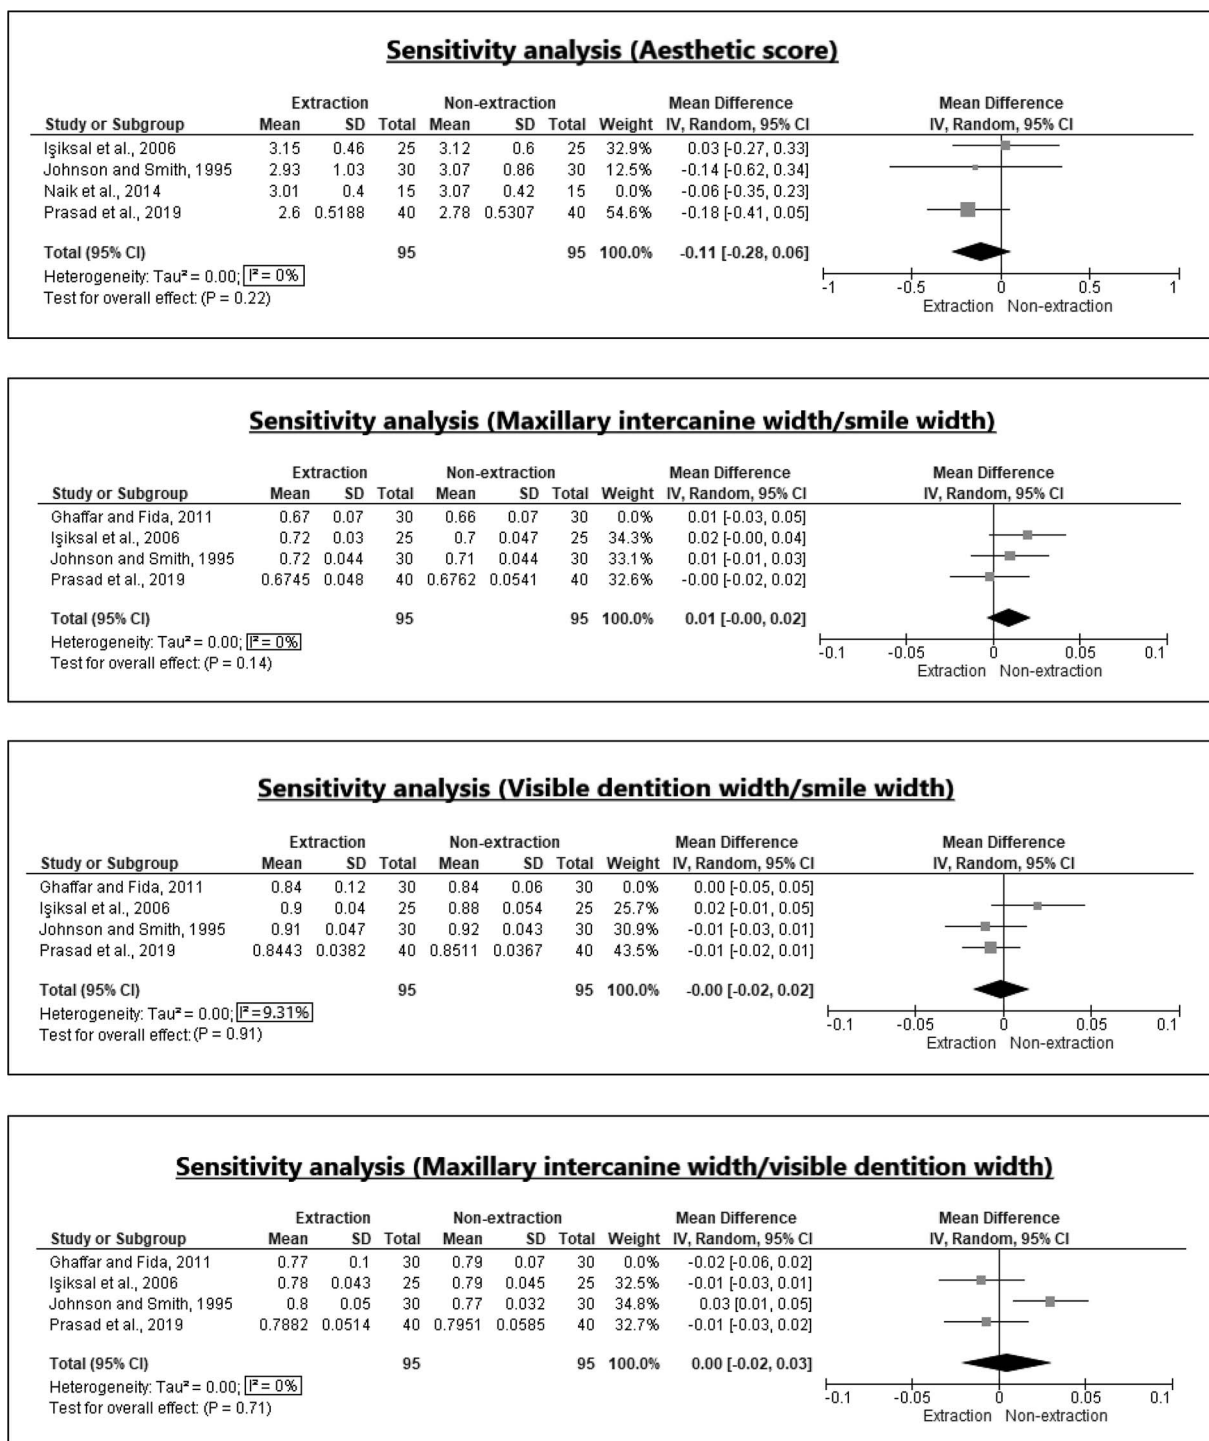 Sensitivity analysis (Aesthetic score)
Extraction Non-extraction Mean Difference Mean Difference
Study or Subgroup Mean SD Total Mean SD Total Weight IV, Random, 95% CI IV, Random, 95% CI
Işiksal et al., 2006 3.15 0.46 25 3.12 0.6 25 32.9% 0.03 [-0.27, 0.33]
Johnson and Smith, 1995 2.93 1.03 30 3.07 0.86 30 12.5% -0.14 [-0.62, 0.34]
Naik et al., 2014 3.01 0.4 15 3.07 0.42 15 0.0% -0.06 [-0.35, 0.23]
Prasad et al., 2019 2.6 0.5188 40 2.78 0.5307 40 54.6% -0.18 [-0.41, 0.05]
Total (95% CI) 95 95 100.0% -0.11 [-0.28, 0.06]
Heterogeneity: Tau² = 0.00; I² = 0%
Test for overall effect: (P = 0.22)
-1 -0.5 0 0.5 1
Extraction Non-extraction
Sensitivity analysis (Maxillary intercanine width/smile width)
Extraction Non-extraction Mean Difference Mean Difference
Study or Subgroup Mean SD Total Mean SD Total Weight IV, Random, 95% CI IV, Random, 95% CI
Ghaffar and Fida, 2011 0.67 0.07 30 0.66 0.07 30 0.0% 0.01 [-0.03, 0.05]
Işiksal et al., 2006 0.72 0.03 25 0.7 0.047 25 34.3% 0.02 [-0.00, 0.04]
Johnson and Smith, 1995 0.72 0.044 30 0.71 0.044 30 33.1% 0.01 [-0.01, 0.03]
Prasad et al., 2019 0.6745 0.048 40 0.6762 0.0541 40 32.6% -0.00 [-0.02, 0.02]
Total (95% CI) 95 95 100.0% 0.01 [-0.00, 0.02]
Heterogeneity: Tau² = 0.00; I² = 0%
Test for overall effect: (P = 0.14)
-0.1 -0.05 0 0.05 0.1
Extraction Non-extraction
Sensitivity analysis (Visible dentition width/smile width)
Extraction Non-extraction Mean Difference Mean Difference
Study or Subgroup Mean SD Total Mean SD Total Weight IV, Random, 95% CI IV, Random, 95% CI
Ghaffar and Fida, 2011 0.84 0.12 30 0.84 0.06 30 0.0% 0.00 [-0.05, 0.05]
Işiksal et al., 2006 0.9 0.04 25 0.88 0.054 25 25.7% 0.02 [-0.01, 0.05]
Johnson and Smith, 1995 0.91 0.047 30 0.92 0.043 30 30.9% -0.01 [-0.03, 0.01]
Prasad et al., 2019 0.8443 0.0382 40 0.8511 0.0367 40 43.5% -0.01 [-0.02, 0.01]
Total (95% CI) 95 95 100.0% -0.00 [-0.02, 0.02]
Heterogeneity: Tau² = 0.00; I² = 9.31%
Test for overall effect: (P = 0.91)
-0.1 -0.05 0 0.05 0.1
Extraction Non-extraction
Sensitivity analysis (Maxillary intercanine width/visible dentition width)
Extraction Non-extraction Mean Difference Mean Difference
Study or Subgroup Mean SD Total Mean SD Total Weight IV, Random, 95% CI IV, Random, 95% CI
Ghaffar and Fida, 2011 0.77 0.1 30 0.79 0.07 30 0.0% -0.02 [-0.06, 0.02]
Işiksal et al., 2006 0.78 0.043 25 0.79 0.045 25 32.5% -0.01 [-0.03, 0.01]
Johnson and Smith, 1995 0.8 0.05 30 0.77 0.032 30 34.8% 0.03 [0.01, 0.05]
Prasad et al., 2019 0.7882 0.0514 40 0.7951 0.0585 40 32.7% -0.01 [-0.03, 0.02]
Total (95% CI) 95 95 100.0% 0.00 [-0.02, 0.03]
Heterogeneity: Tau² = 0.00; I² = 0%
Test for overall effect: (P = 0.71)
-0.1 -0.05 0 0.05 0.1
Extraction Non-extraction